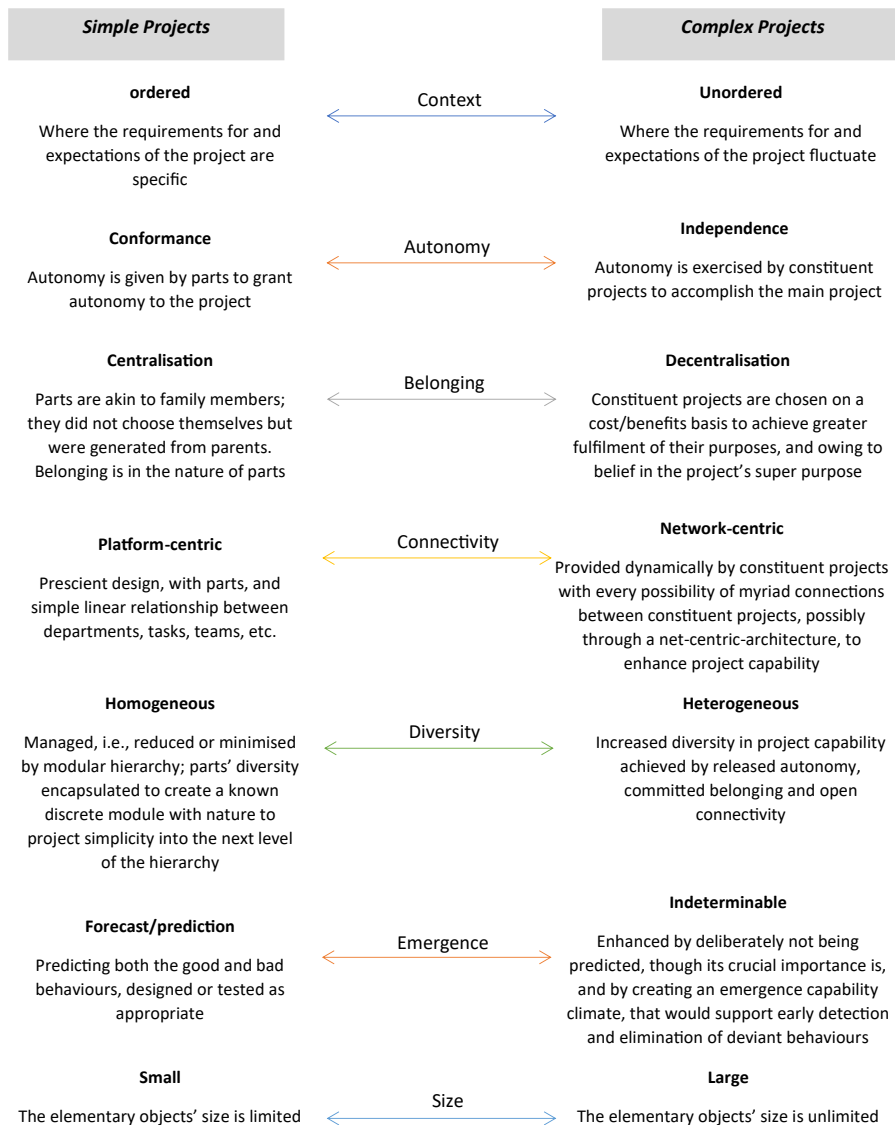 Simple Projects
Complex Projects
ordered
Where the requirements for and
expectations of the project are
specific
Context
Unordered
Where the requirements for and
expectations of the project fluctuate
Conformance
Autonomy is given by parts to grant
autonomy to the project
Autonomy
Independence
Autonomy is exercised by constituent
projects to accomplish the main project
Centralisation
Parts are akin to family members;
they did not choose themselves but
were generated from parents.
Belonging is in the nature of parts
Belonging
Decentralisation
Constituent projects are chosen on a
cost/benefits basis to achieve greater
fulfilment of their purposes, and owing to
belief in the project's super purpose
Platform-centric
Prescient design, with parts, and
simple linear relationship between
departments, tasks, teams, etc.
Connectivity
Network-centric
Provided dynamically by constituent projects
with every possibility of myriad connections
between constituent projects, possibly
through a net-centric-architecture, to
enhance project capability
Homogeneous
Managed, i.e., reduced or minimised
by modular hierarchy; parts' diversity
encapsulated to create a known
discrete module with nature to
project simplicity into the next level
of the hierarchy
Diversity
Heterogeneous
Increased diversity in project capability
achieved by released autonomy,
committed belonging and open
connectivity
Forecast/prediction
Predicting both the good and bad
behaviours, designed or tested as
appropriate
Emergence
Indeterminable
Enhanced by deliberately not being
predicted, though its crucial importance is,
and by creating an emergence capability
climate, that would support early detection
and elimination of deviant behaviours
Small
The elementary objects' size is limited
Size
Large
The elementary objects' size is unlimited